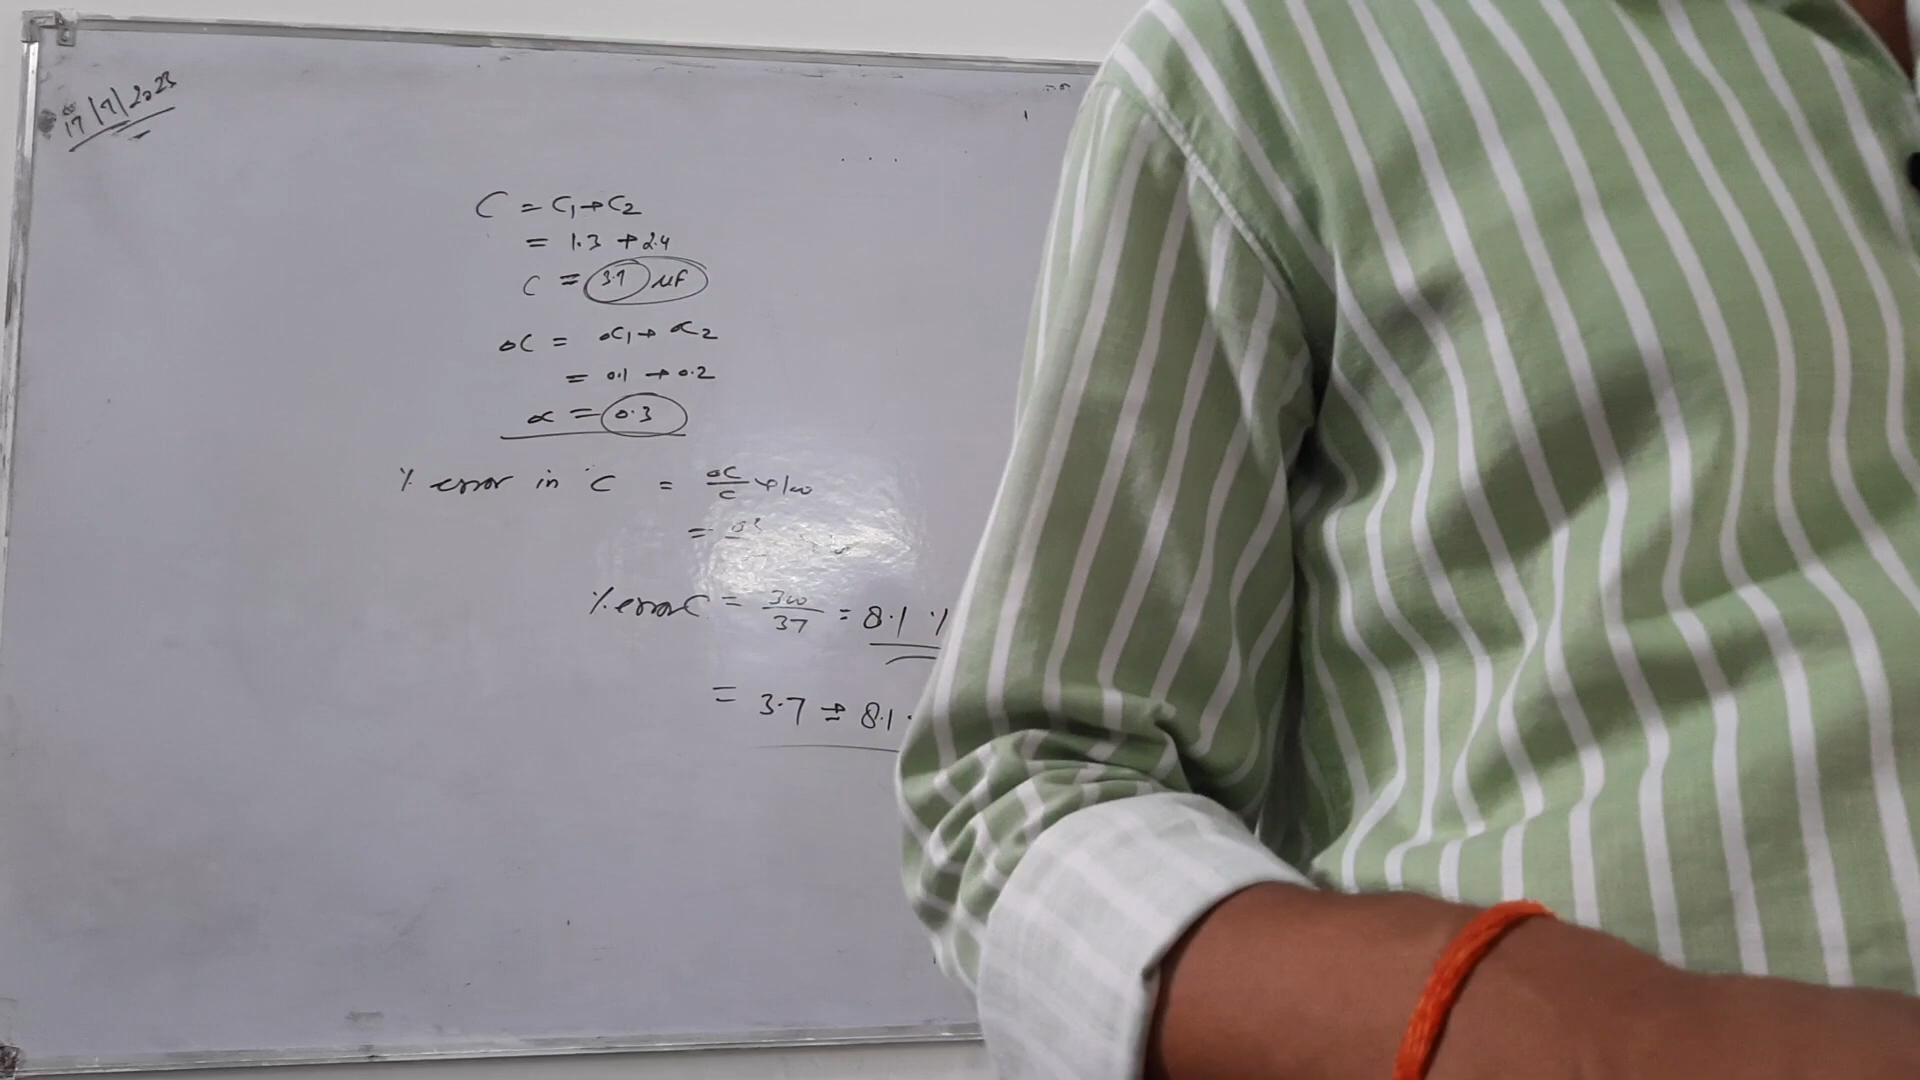 17/7/2023
C = C₁ + C₂
= 1.3 + 2.4
C = 3.7 μF
ΔC = ΔC₁ + ΔC₂
= 0.1 + 0.2
ΔC = 0.3
% error in C = ΔC/C × 100
=
% error C = 300/37 = 8.1 %
= 3.7 ± 8.1